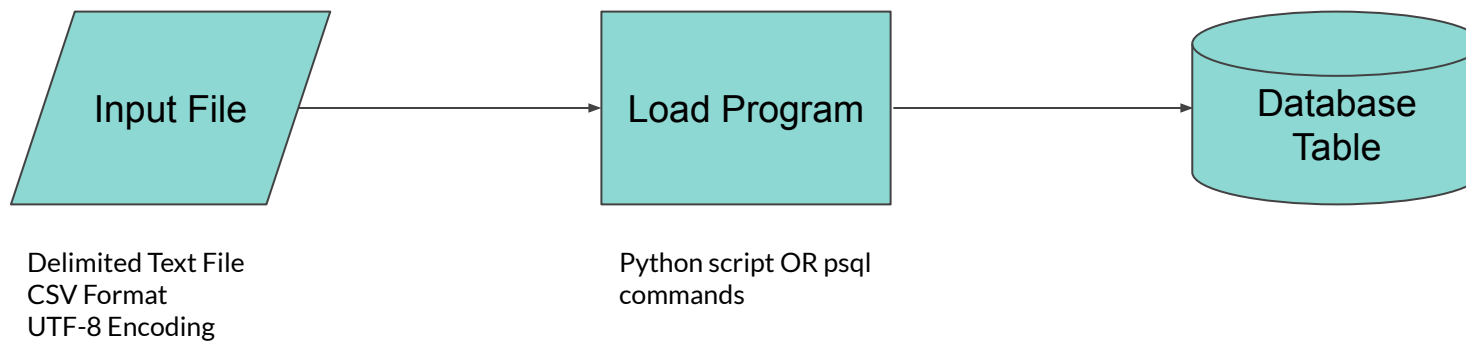 Input File
Load Program
Database
Table
Delimited Text File
CSV Format
UTF-8 Encoding
Python script OR psql
commands